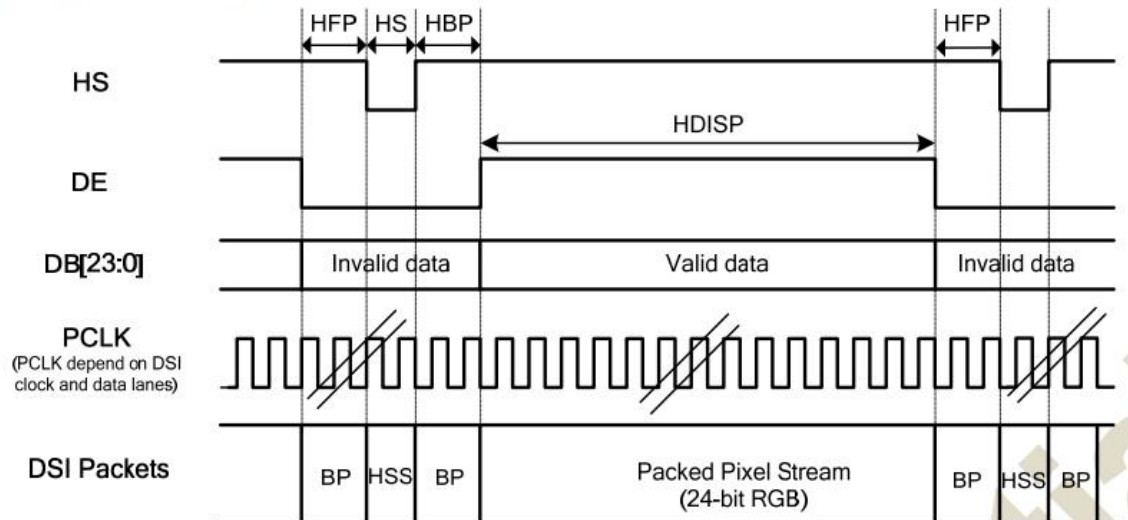 HFP HS HBP HFP
HS
HDISP
DE
DB[23:0] Invalid data Valid data Invalid data
PCLK
(PCLK depend on DSI
clock and data lanes)
DSI Packets BP HSS BP Packed Pixel Stream BP HSS BP
(24-bit RGB)